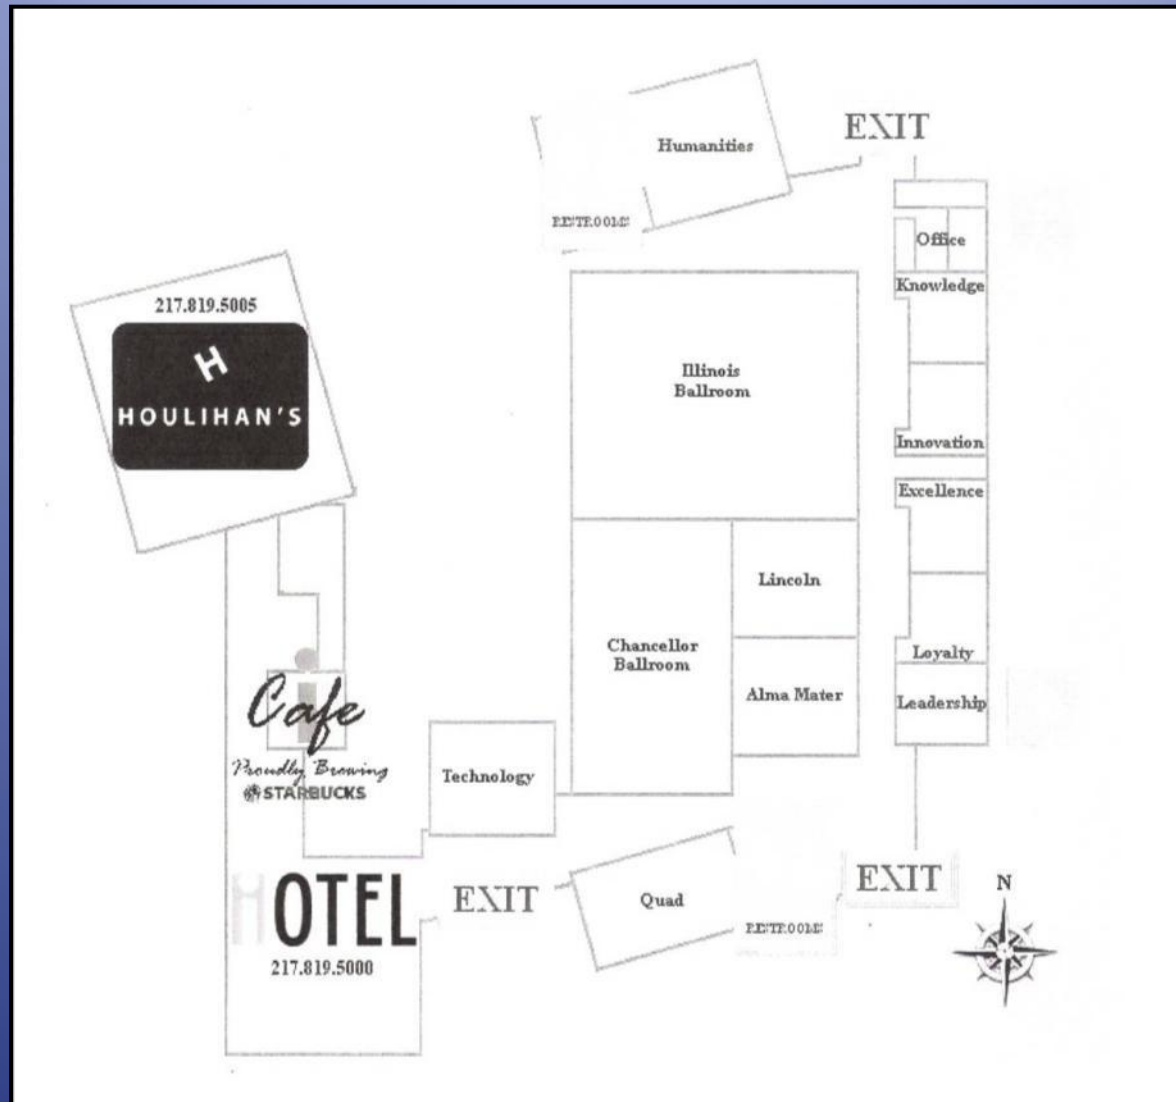 EXIT
Humanities
RESTROOMS
Office
Knowledge
217.819.5005
H
HOULIHAN'S
Illinois
Ballroom
Innovation
Excellence
Lincoln
Chancellor
Ballroom
Loyalty
Alma Mater
Leadership
i
Cafe
Proudly Brewing
STARBUCKS
Technology
HOTEL
217.819.5000
EXIT
Quad
RESTROOMS
EXIT
N